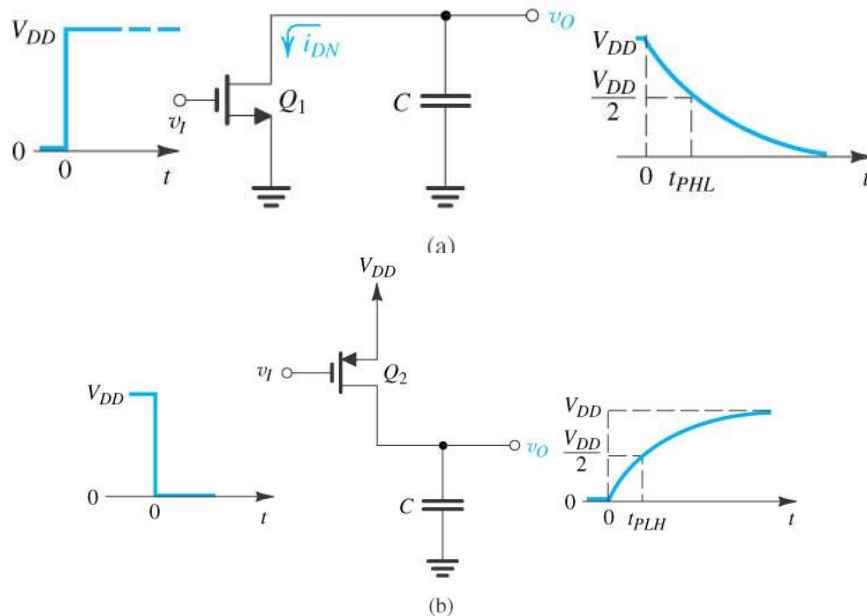 V_DD
0
0
t
v_I
Q_1
i_DN
C
v_O
V_DD
V_DD
2
0
t_PHL
t
(a)
V_DD
V_DD
0
0
t
v_I
Q_2
C
v_O
V_DD
V_DD
2
0
0
t_PLH
t
(b)